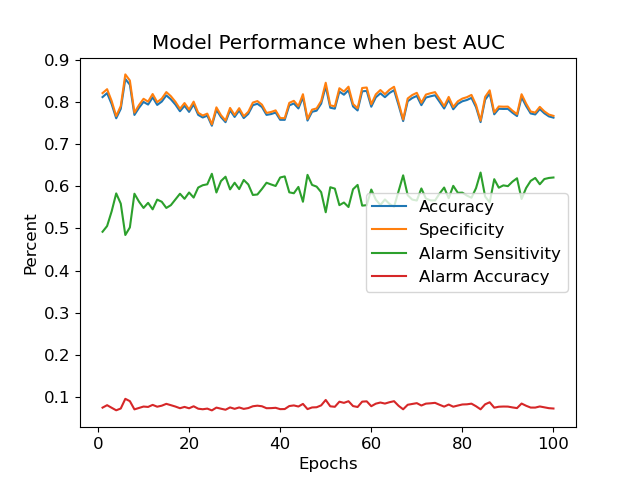 Model Performance when best AUC
0.9
0.8
0.7
0.6
0.5
0.4
0.3
0.2
0.1
Percent
Accuracy
Specificity
Alarm Sensitivity
Alarm Accuracy
0 20 40 60 80 100
Epochs